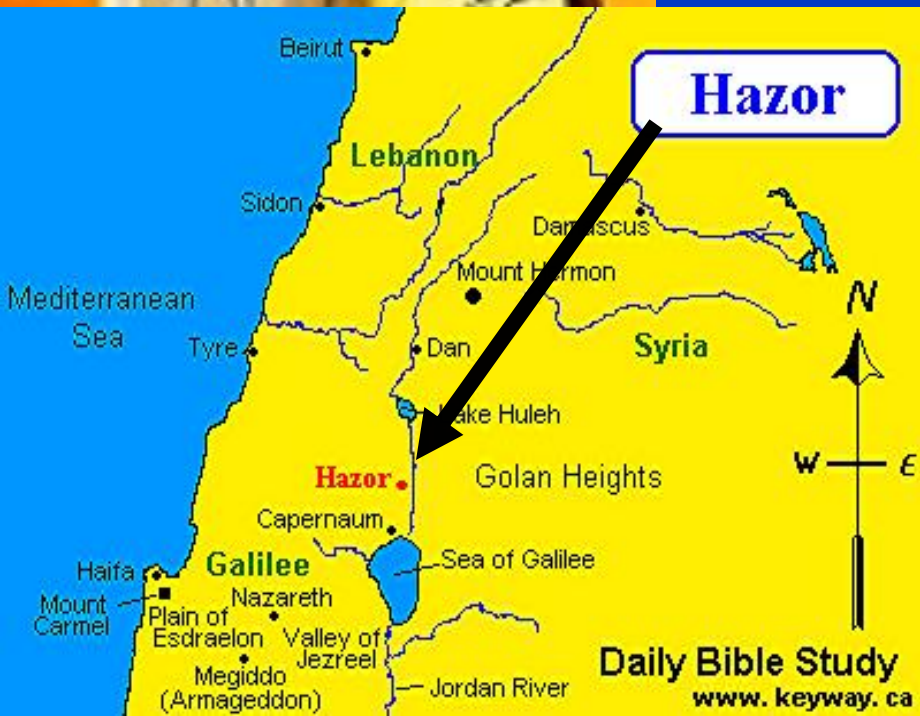 Beirut
Hazor
Lebanon
Sidon
Damascus
Mount Hermon
Mediterranean
Sea
N
Tyre
Dan
Syria
Lake Huleh
Hazor
Golan Heights
W
E
Capernaum
Sea of Galilee
Haifa
Galilee
Mount
Carmel
Nazareth
Plain of
Esdraelon
Valley of
Jezreel
Megiddo
(Armageddon)
Jordan River
Daily Bible Study
www.keyway.ca